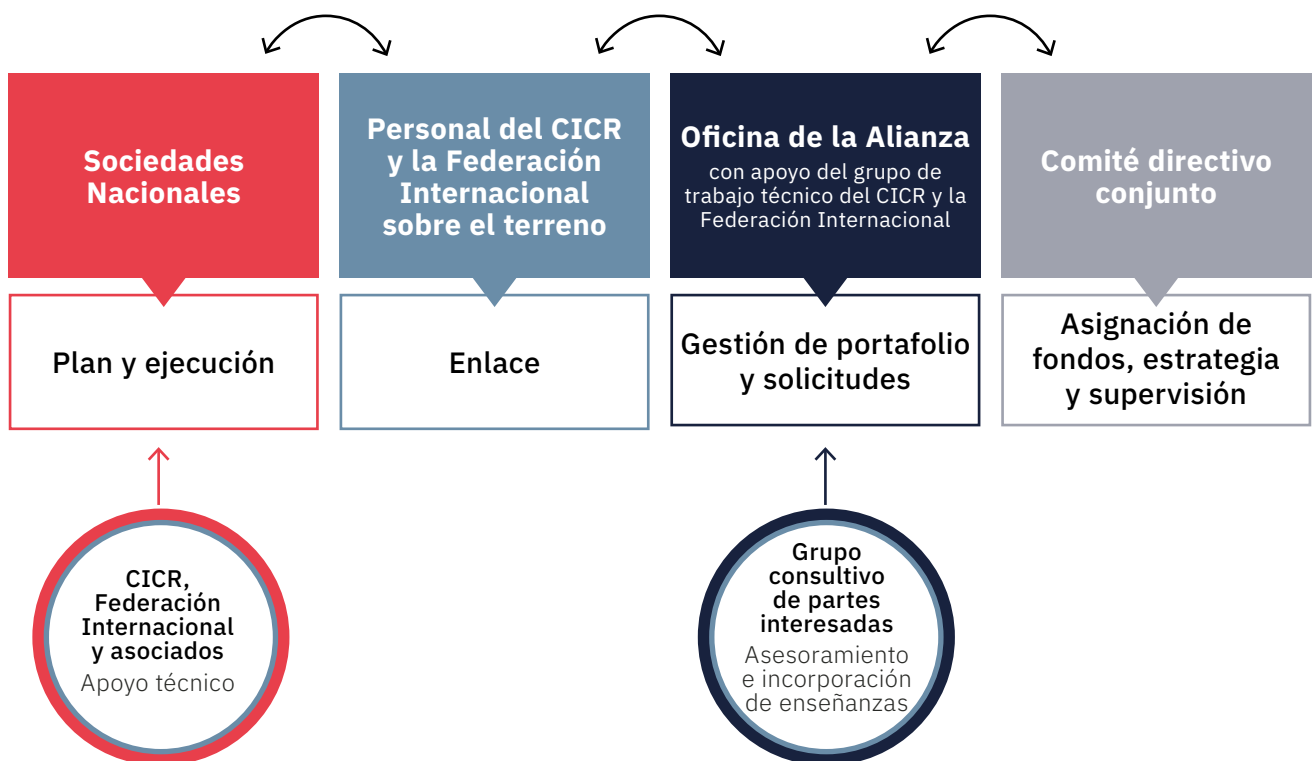 Sociedades
Nacionales
Personal del CICR
y la Federación
Internacional
sobre el terreno
Oficina de la Alianza
con apoyo del grupo de
trabajo técnico del CICR y la
Federación Internacional
Comité directivo
conjunto
Plan y ejecución
Enlace
Gestión de portafolio
y solicitudes
Asignación de
fondos, estrategia
y supervisión
CICR,
Federación
Internacional
y asociados
Apoyo técnico
Grupo
consultivo
de partes
interesadas
Asesoramiento
e incorporación
de enseñanzas